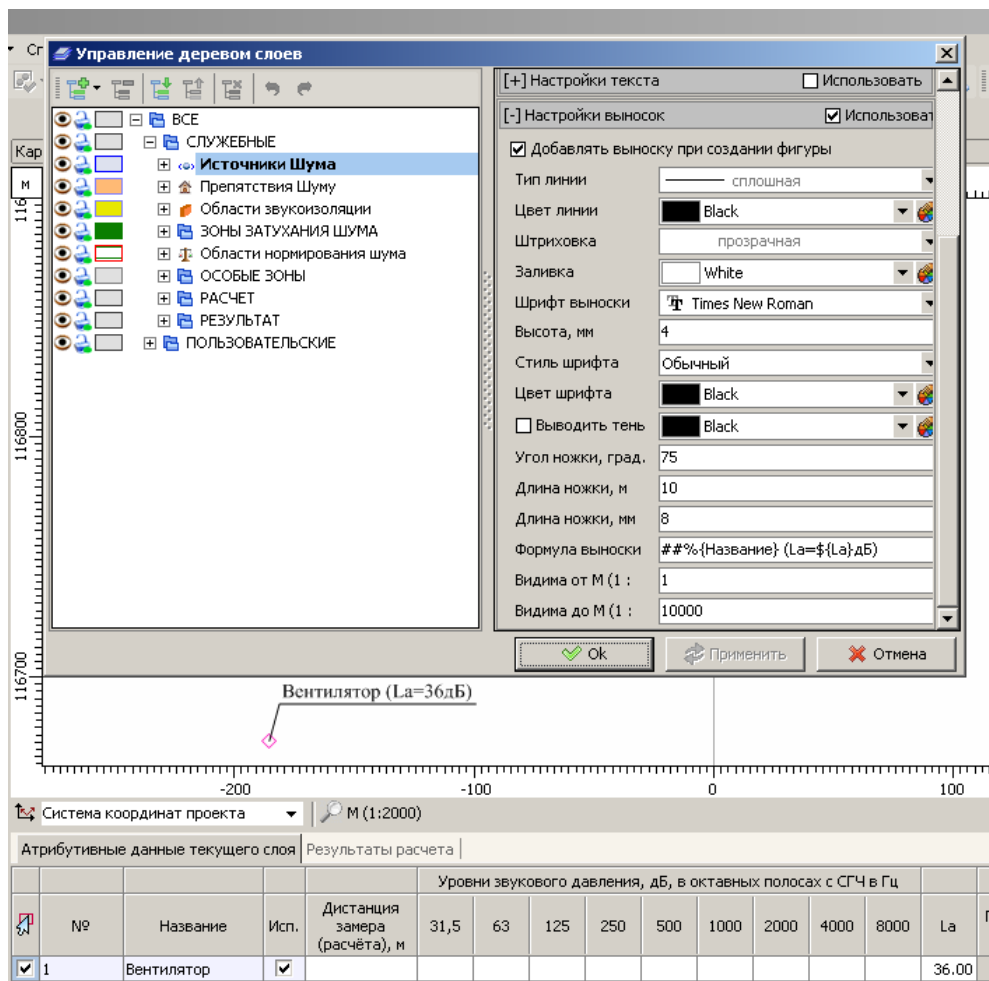 Сг
Управление деревом слоев
ВСЕ
СЛУЖЕБНЫЕ
Источники Шума
Препятствия Шуму
Области звукоизоляции
ЗОНЫ ЗАТУХАНИЯ ШУМА
Области нормирования шума
ОСОБЫЕ ЗОНЫ
РАСЧЕТ
РЕЗУЛЬТАТ
ПОЛЬЗОВАТЕЛЬСКИЕ
[+] Настройки текста Использовать
[-] Настройки выносок Использоват
Добавлять выноску при создании фигуры
Тип линии сплошная
Цвет линии Black
Штриховка прозрачная
Заливка White
Шрифт выноски Times New Roman
Высота, мм 4
Стиль шрифта Обычный
Цвет шрифта Black
Выводить тень Black
Угол ножки, град. 75
Длина ножки, м 10
Длина ножки, мм 8
Формула выноски ##%{Название} (La=${La}дБ)
Видима от М (1 : 1
Видима до М (1 : 10000
Ok Применить Отмена
Кар
м
116
116800
116700
Вентилятор (La=36дБ)
-200 -100 0 100
Система координат проекта М (1:2000)
Атрибутивные данные текущего слоя Результаты расчета
Уровни звукового давления, дБ, в октавных полосах с СГЧ в Гц
№ Название Исп. Дистанция замера (расчёта), м 31,5 63 125 250 500 1000 2000 4000 8000 La
1 Вентилятор 36.00